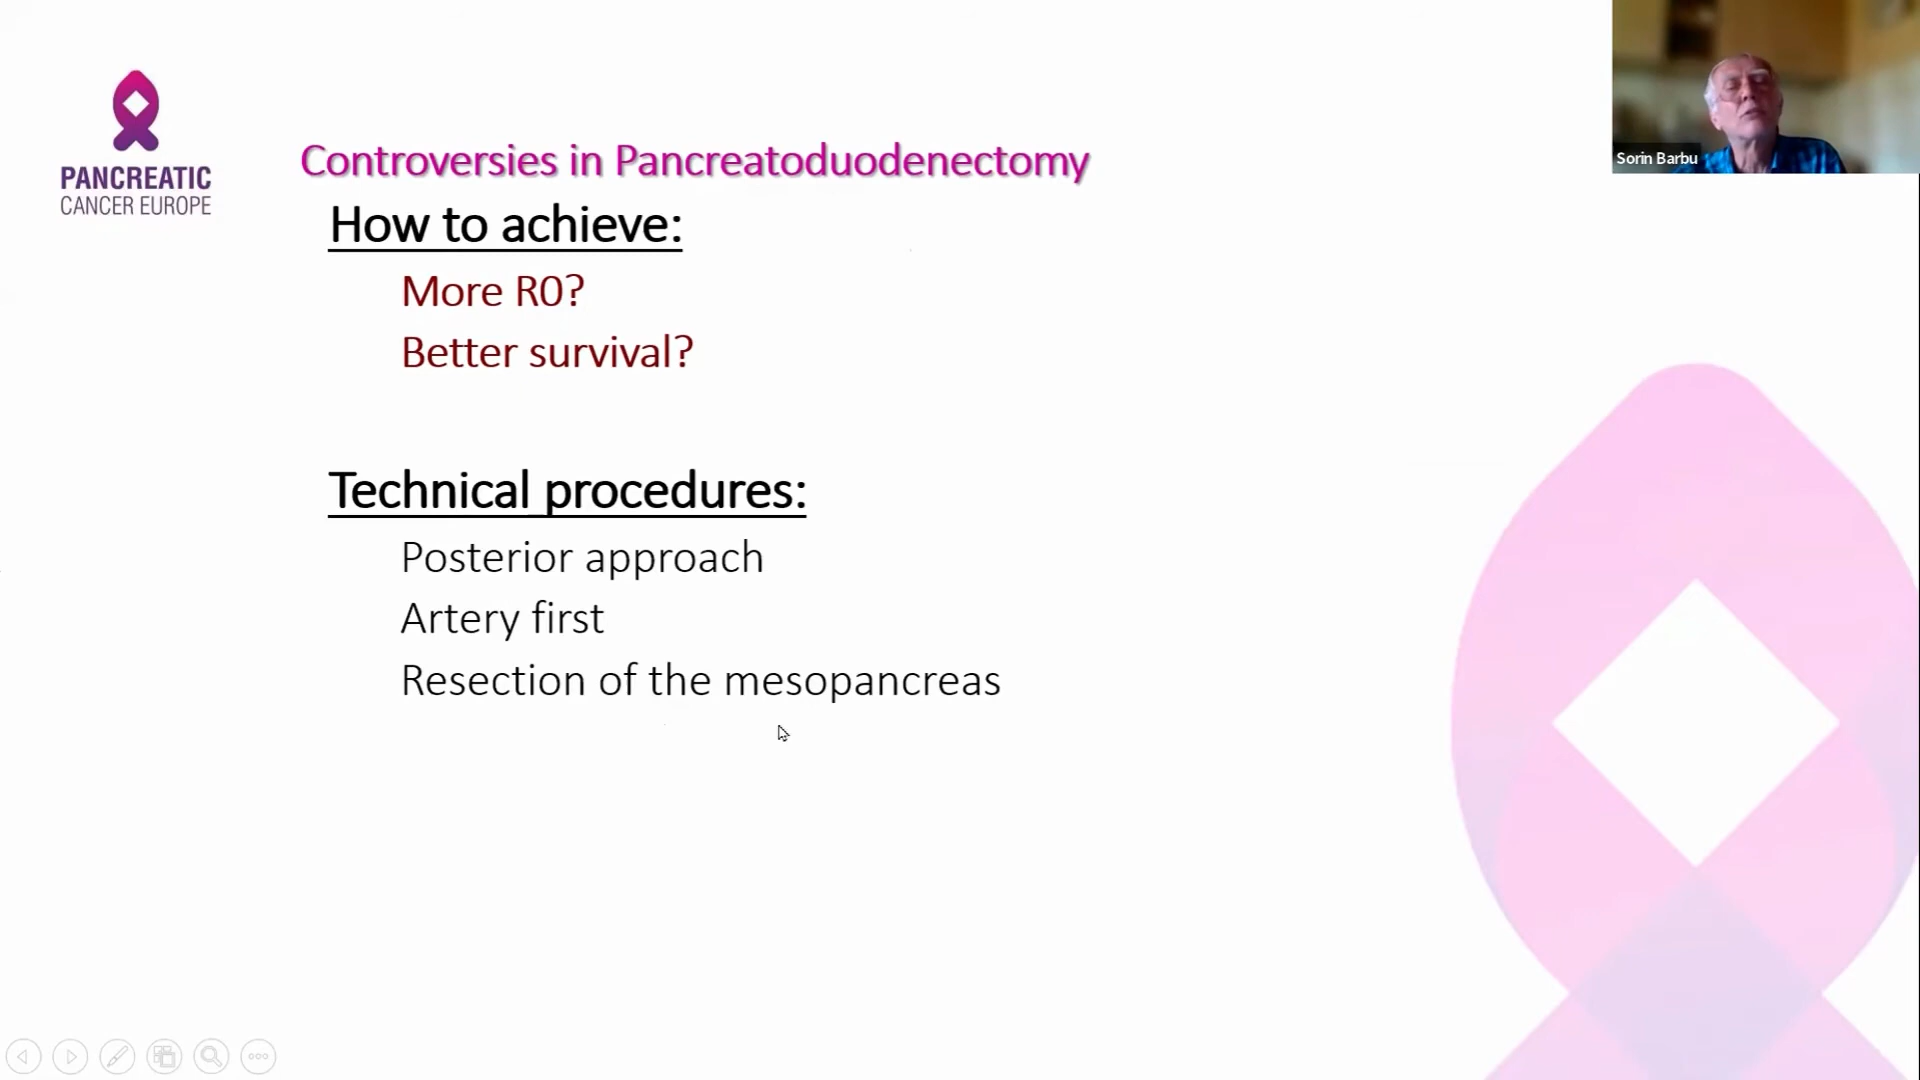 PANCREATIC
CANCER EUROPE
Controversies in Pancreatoduodenectomy
How to achieve:
More R0?
Better survival?
Technical procedures:
Posterior approach
Artery first
Resection of the mesopancreas
Sorin Barbu